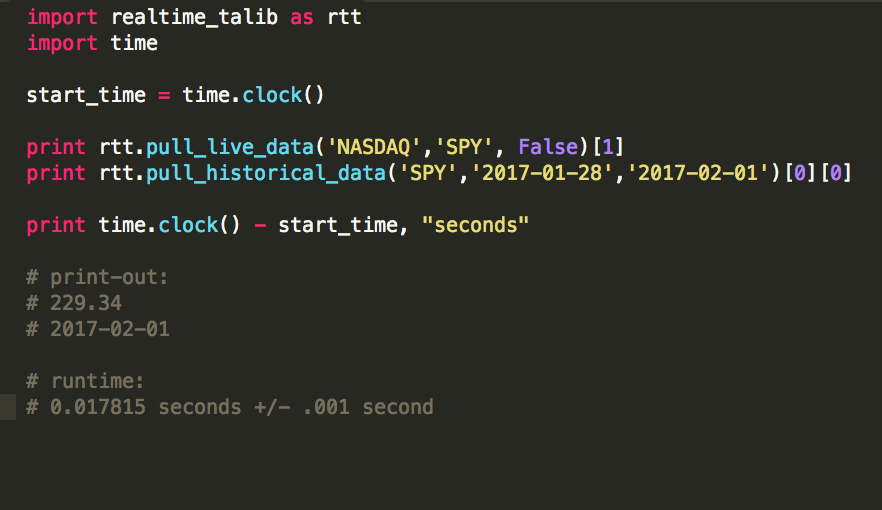 import realtime_talib as rtt
import time
start_time = time.clock()
print rtt.pull_live_data('NASDAQ','SPY', False)[1]
print rtt.pull_historical_data('SPY','2017-01-28','2017-02-01')[0][0]
print time.clock() - start_time, "seconds"
# print-out:
# 229.34
# 2017-02-01
# runtime:
# 0.017815 seconds +/- .001 second